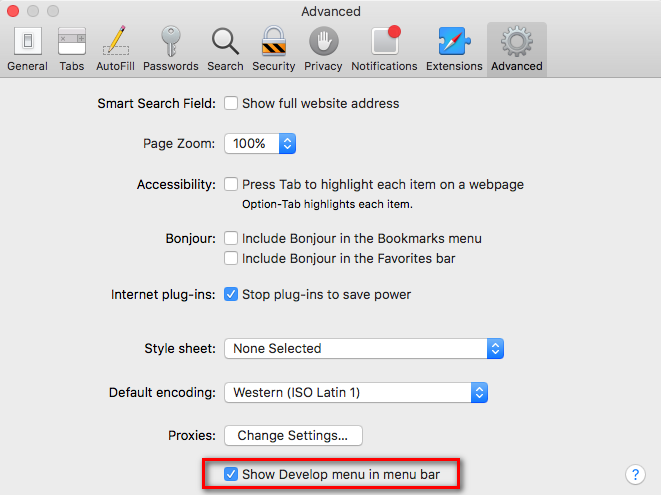 Advanced
General Tabs AutoFill Passwords Search Security Privacy Notifications Extensions Advanced
Smart Search Field: Show full website address
Page Zoom: 100%
Accessibility: Press Tab to highlight each item on a webpage
Option-Tab highlights each item.
Bonjour: Include Bonjour in the Bookmarks menu
Include Bonjour in the Favorites bar
Internet plug-ins: Stop plug-ins to save power
Style sheet: None Selected
Default encoding: Western (ISO Latin 1)
Proxies: Change Settings...
Show Develop menu in menu bar ?